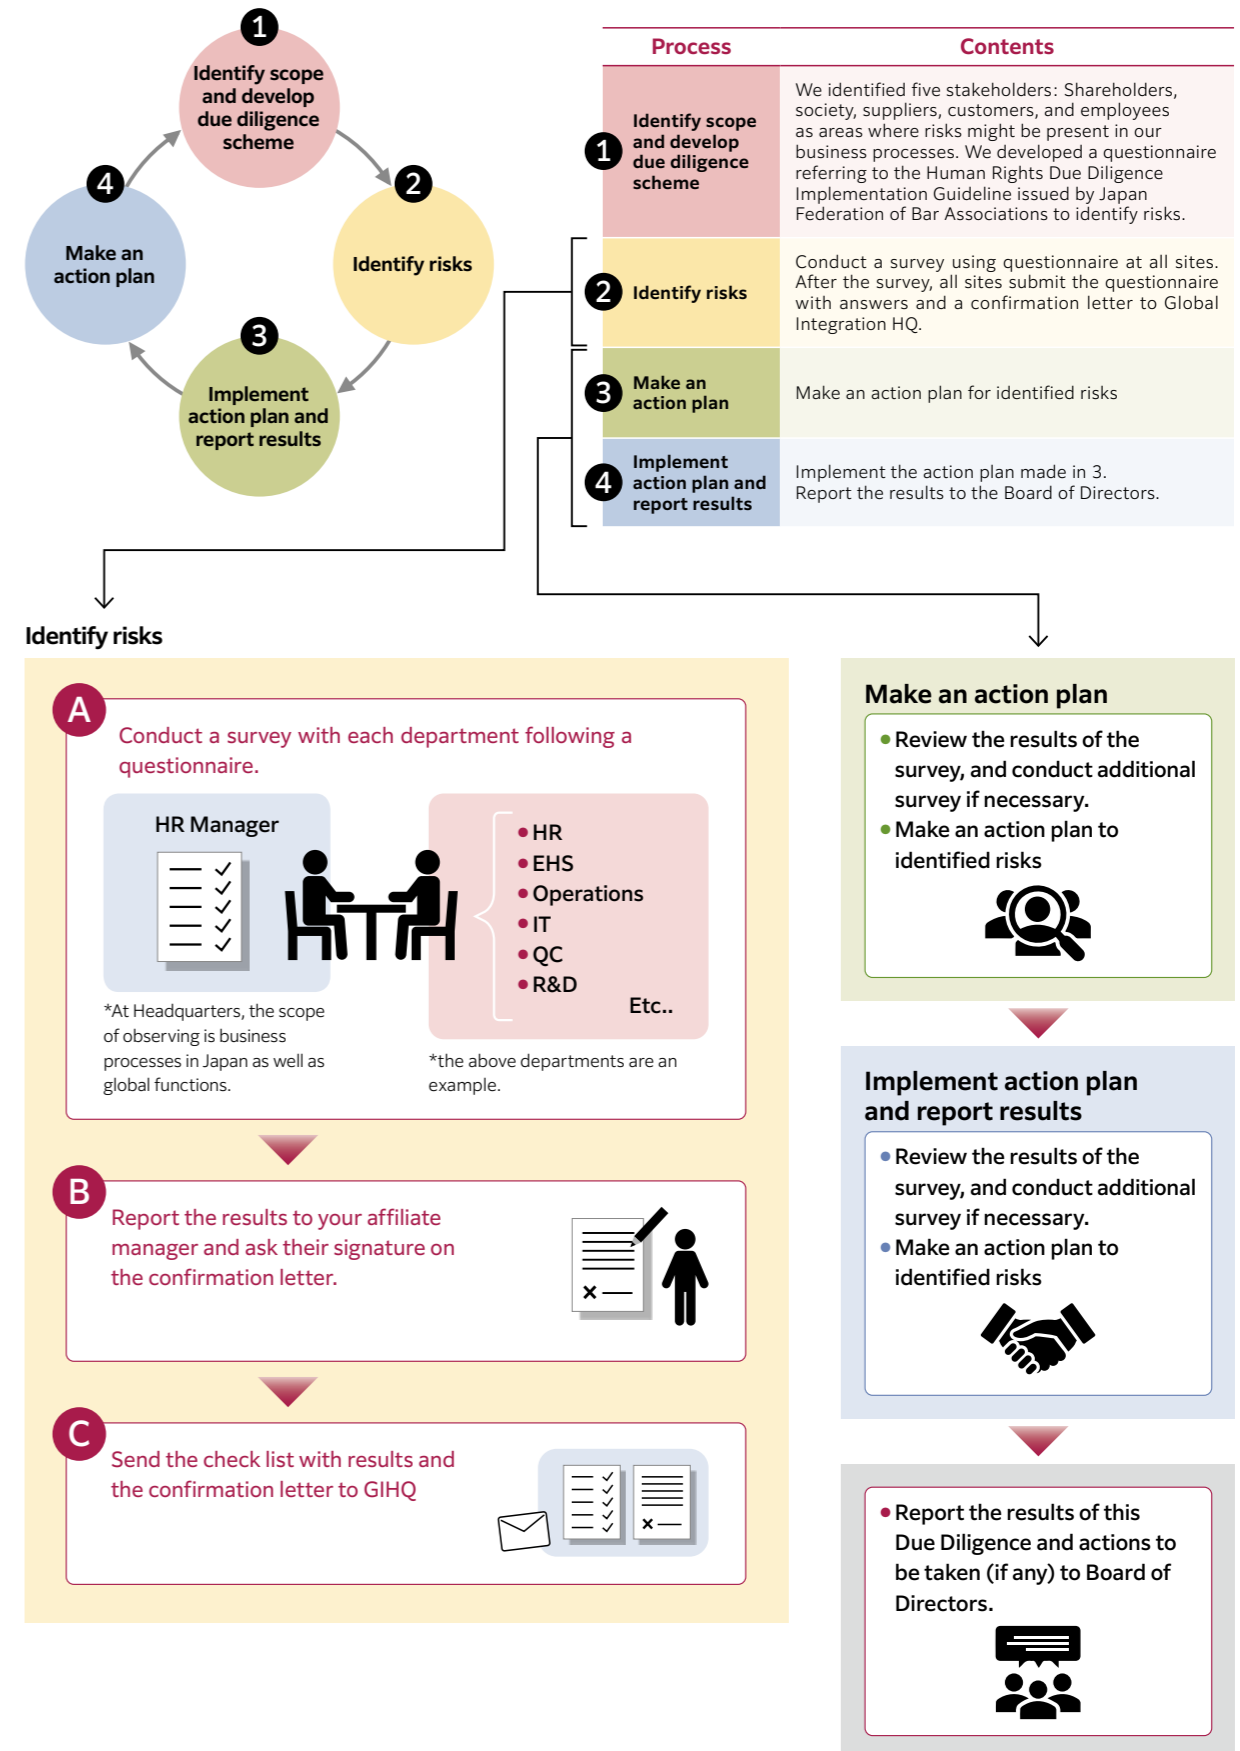 1
Identify scope
and develop
due diligence
scheme
2
Identify risks
3
Implement
action plan and
report results
4
Make an
action plan
Process
Contents
1
Identify scope
and develop
due diligence
scheme
We identified five stakeholders: Shareholders,
society, suppliers, customers, and employees
as areas where risks might be present in our
business processes. We developed a questionnaire
referring to the Human Rights Due Diligence
Implementation Guideline issued by Japan
Federation of Bar Associations to identify risks.
2
Identify risks
Conduct a survey using questionnaire at all sites.
After the survey, all sites submit the questionnaire
with answers and a confirmation letter to Global
Integration HQ.
3
Make an
action plan
Make an action plan for identified risks
4
Implement
action plan and
report results
Implement the action plan made in 3.
Report the results to the Board of Directors.
Identify risks
A
Conduct a survey with each department following a
questionnaire.
HR Manager
*At Headquarters, the scope
of observing is business
processes in Japan as well as
global functions.
• HR
• EHS
• Operations
• IT
• QC
• R&D
Etc..
*the above departments are an
example.
B
Report the results to your affiliate
manager and ask their signature on
the confirmation letter.
C
Send the check list with results and
the confirmation letter to GIHQ
Make an action plan
• Review the results of the
survey, and conduct additional
survey if necessary.
• Make an action plan to
identified risks
Implement action plan
and report results
• Review the results of the
survey, and conduct additional
survey if necessary.
• Make an action plan to
identified risks
• Report the results of this
Due Diligence and actions to
be taken (if any) to Board of
Directors.